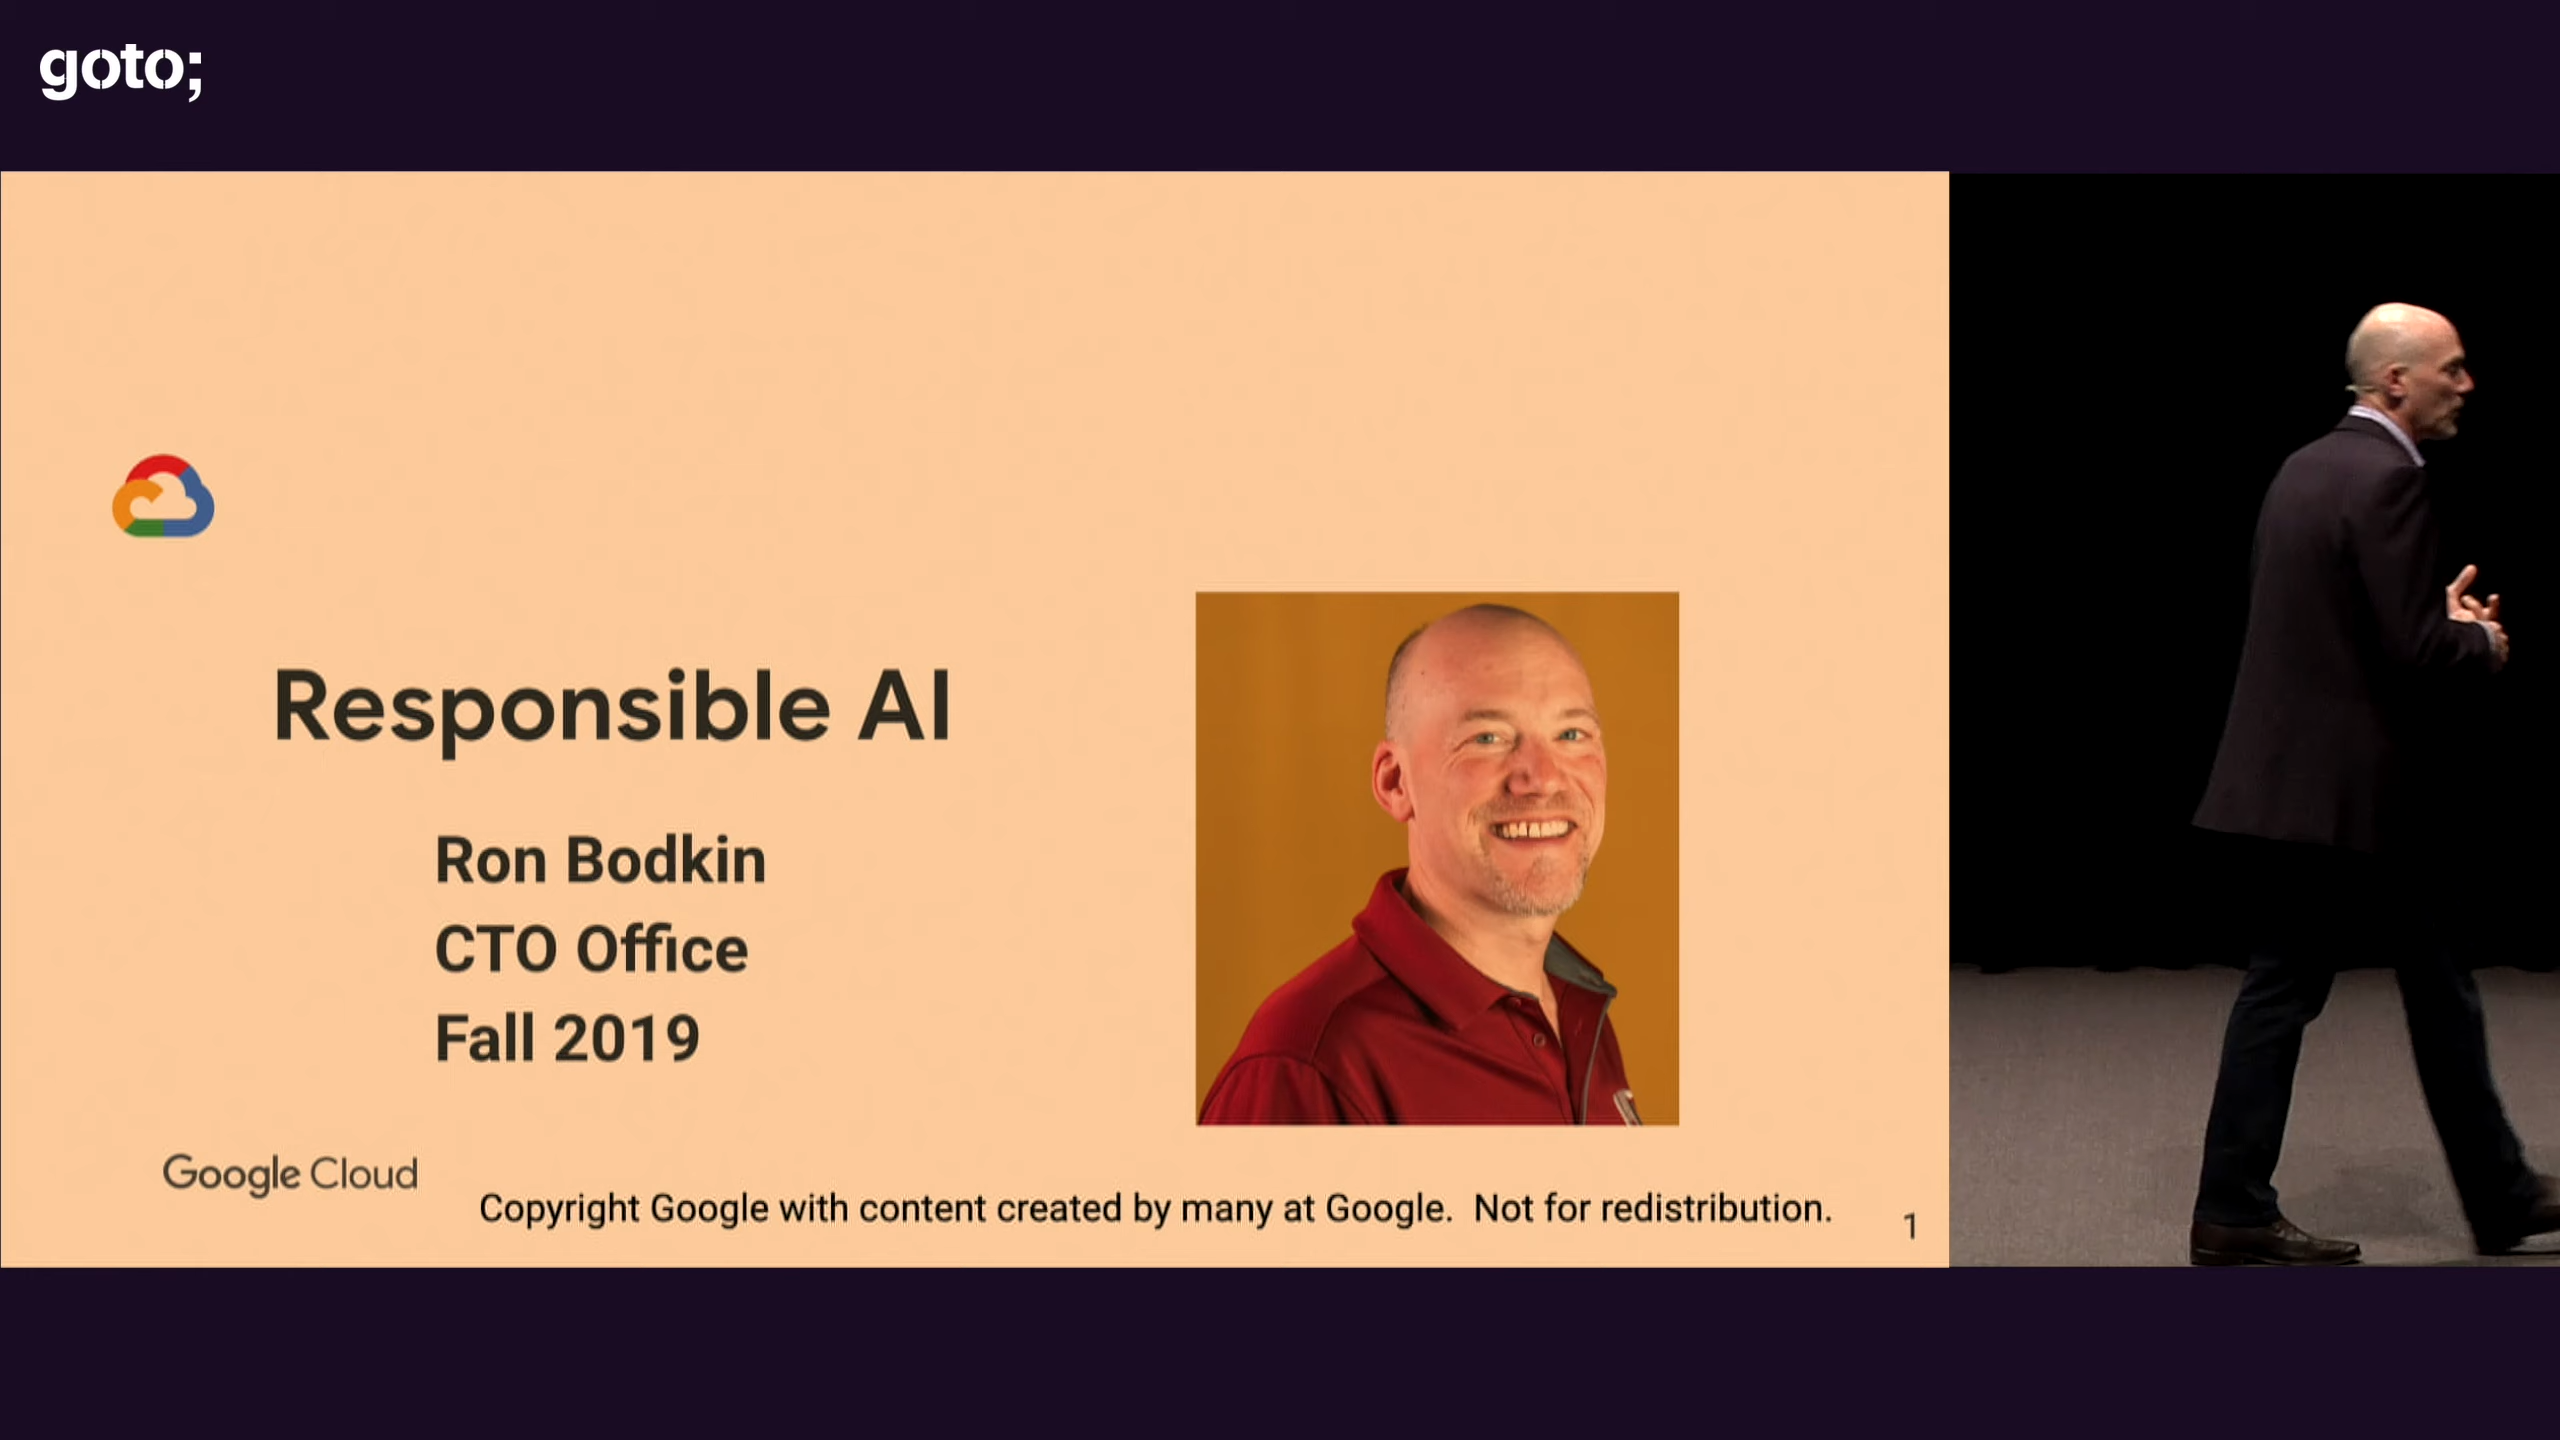 goto;
Responsible AI
Ron Bodkin
CTO Office
Fall 2019
Google Cloud
Copyright Google with content created by many at Google. Not for redistribution.
1